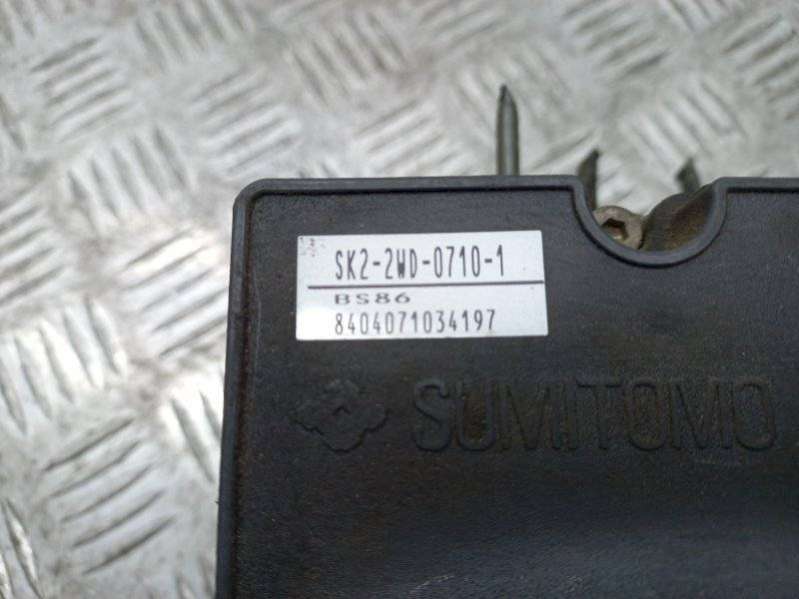 SK2-2WD-0710-1
BS86
8404071034197
SUMITOMO